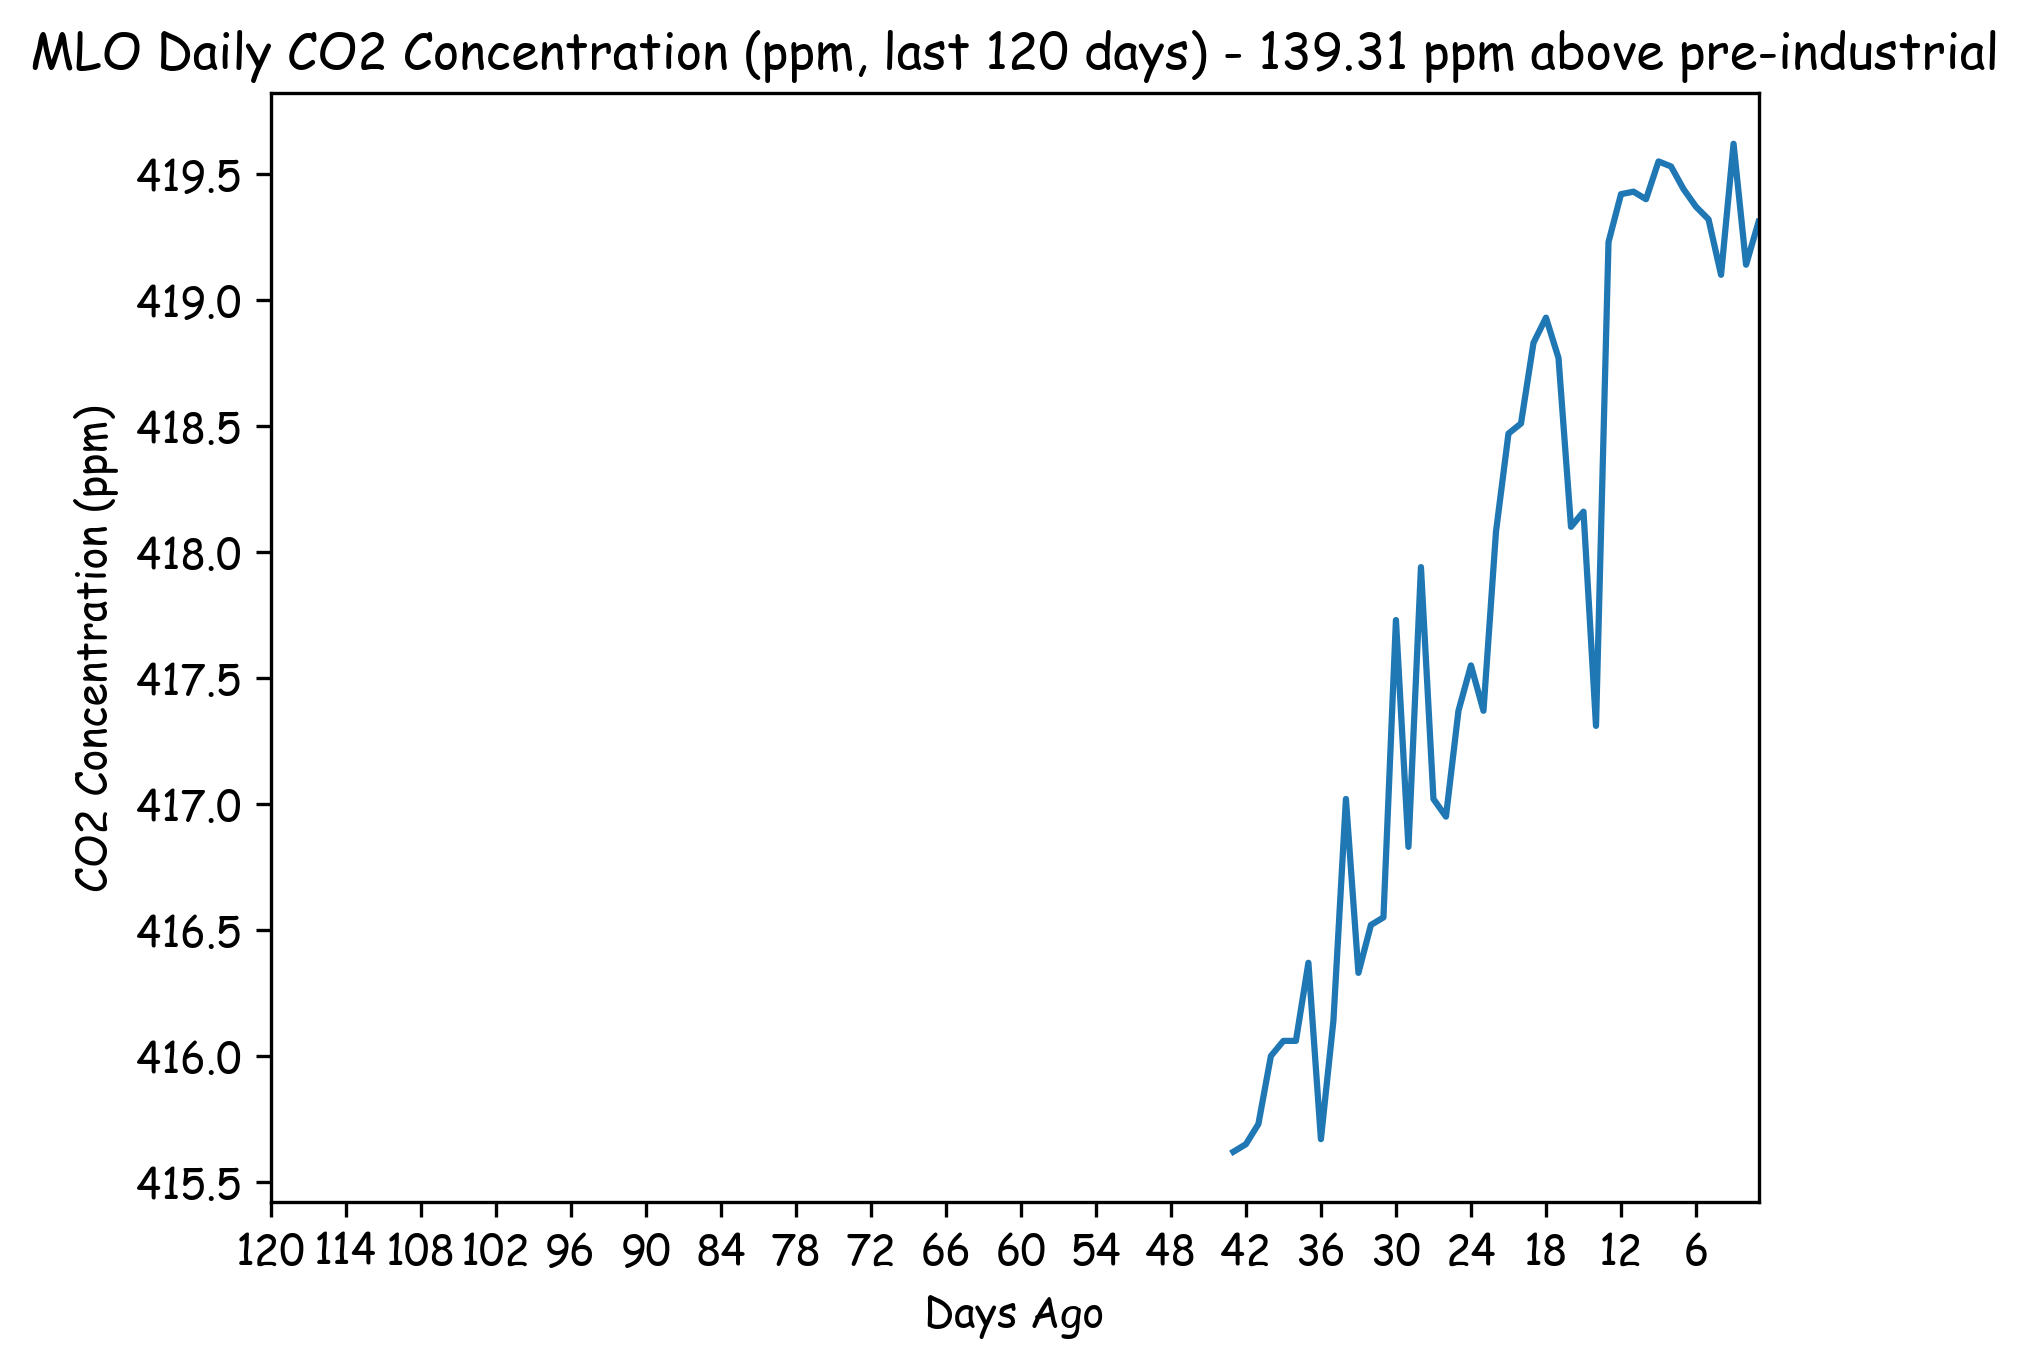 MLO Daily CO2 Concentration (ppm, last 120 days) - 139.31 ppm above pre-industrial
CO2 Concentration (ppm)
419.5
419.0
418.5
418.0
417.5
417.0
416.5
416.0
415.5
120 114 108 102 96 90 84 78 72 66 60 54 48 42 36 30 24 18 12 6
Days Ago